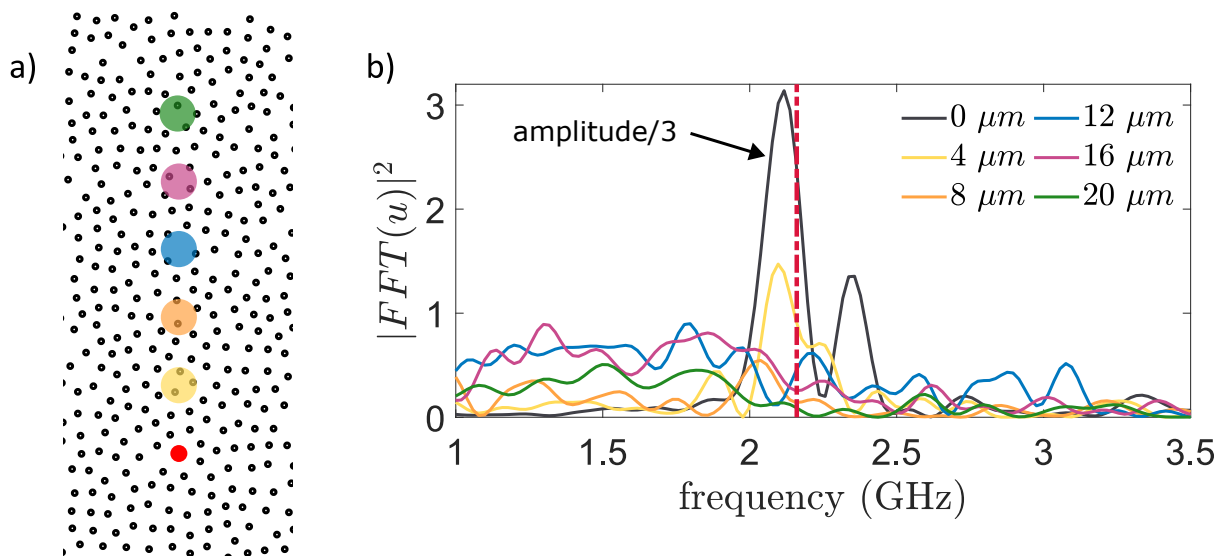 a)
b)
amplitude/3
|FFT(u)|²
3
2
1
0
0 μm
4 μm
8 μm
12 μm
16 μm
20 μm
1
1.5
2
2.5
3
3.5
frequency (GHz)